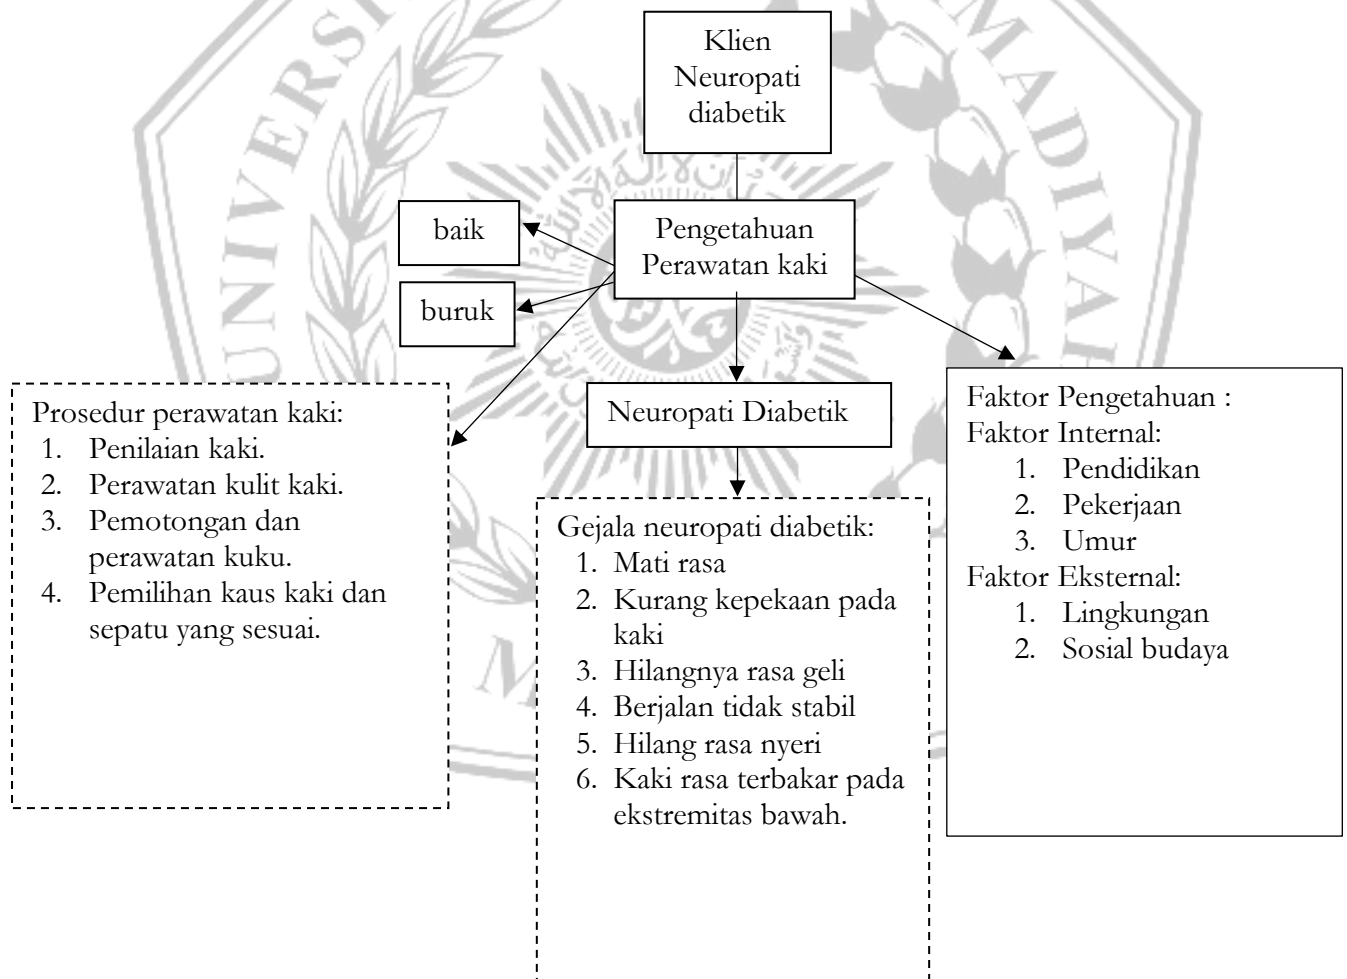 Klien
Neuropati
diabetik
baik
Pengetahuan
Perawatan kaki
buruk
Neuropati Diabetik
Prosedur perawatan kaki:
1. Penilaian kaki.
2. Perawatan kulit kaki.
3. Pemotongan dan
perawatan kuku.
4. Pemilihan kaus kaki dan
sepatu yang sesuai.
Gejala neuropati diabetik:
1. Mati rasa
2. Kurang kepekaan pada
kaki
3. Hilangnya rasa geli
4. Berjalan tidak stabil
5. Hilang rasa nyeri
6. Kaki rasa terbakar pada
ekstremitas bawah.
Faktor Pengetahuan :
Faktor Internal:
1. Pendidikan
2. Pekerjaan
3. Umur
Faktor Eksternal:
1. Lingkungan
2. Sosial budaya